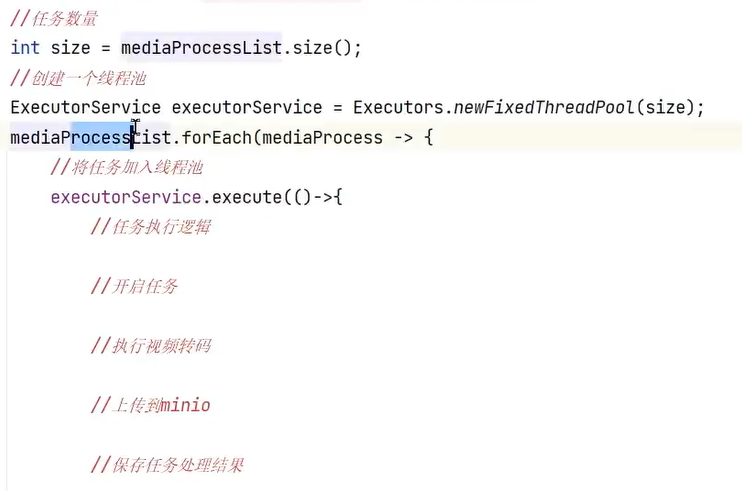 //任务数量
int size = mediaProcessList.size();
//创建一个线程池
ExecutorService executorService = Executors.newFixedThreadPool(size);
mediaProcessList.forEach(mediaProcess -> {
//将任务加入线程池
executorService.execute(()->{
//任务执行逻辑
//开启任务
//执行视频转码
//上传到minio
//保存任务处理结果